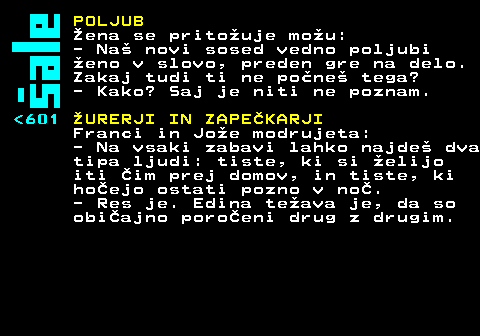 šale
POLJUB
Žena se pritožuje možu:
- Naš novi sosed vedno poljubi
ženo v slovo, preden gre na delo.
Zakaj tudi ti ne počneš tega?
- Kako? Saj je niti ne poznam.
<601 ŽURERJI IN ZAPEČKARJI
Franci in Jože modrujeta:
- Na vsaki zabavi lahko najdeš dva
tipa ljudi: tiste, ki si želijo
iti čim prej domov, in tiste, ki
hočejo ostati pozno v noč.
- Res je. Edina težava je, da so
običajno poročeni drug z drugim.